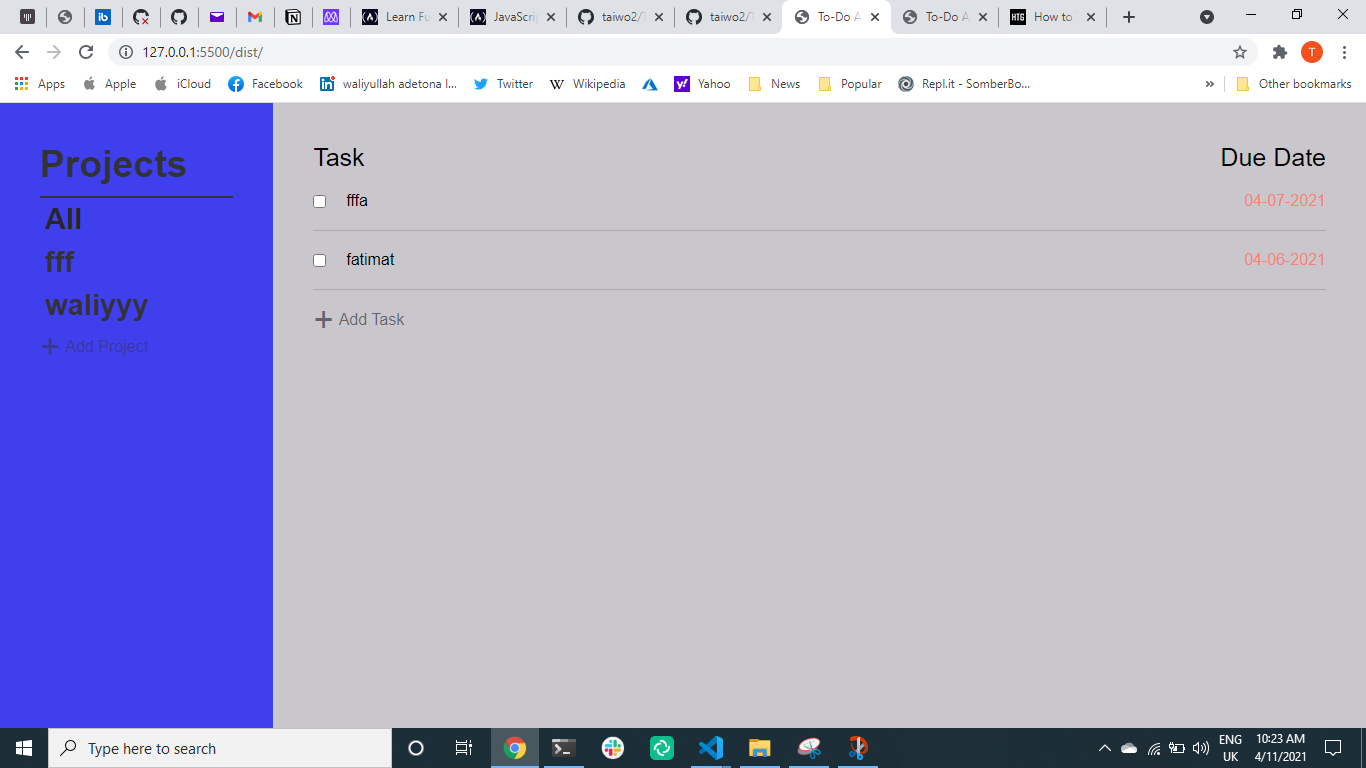 Learn Fu
JavaScrip
taiwo2/T
taiwo2/T
To-Do A
To-Do A
HTG
How to
127.0.0.1:5500/dist/
T
Apps
Apple
iCloud
Facebook
waliyullah adetona l...
Twitter
Wikipedia
Yahoo
News
Popular
Repl.it - SomberBo...
»
Other bookmarks
Projects
All
fff
waliyyy
Add Project
Task
Due Date
fffa
04-07-2021
fatimat
04-06-2021
Add Task
Type here to search
ENG
UK
10:23 AM
4/11/2021